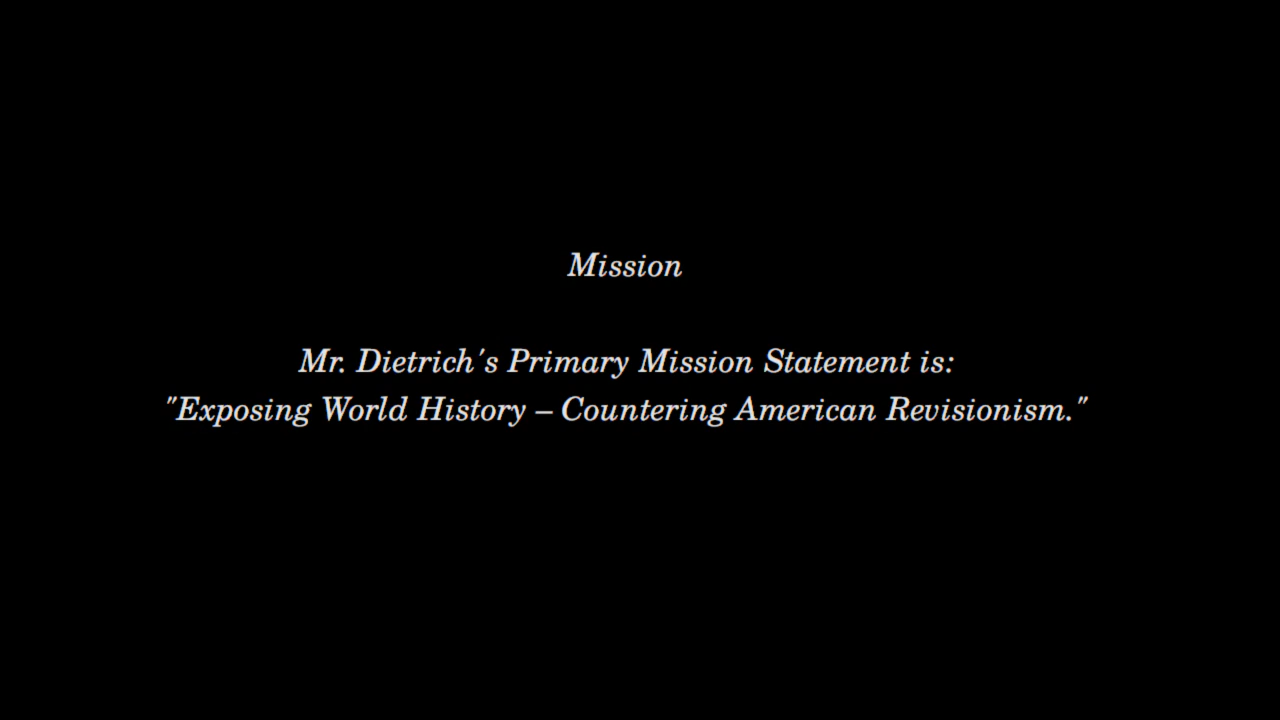 Mission
Mr. Dietrich's Primary Mission Statement is:
"Exposing World History – Countering American Revisionism."